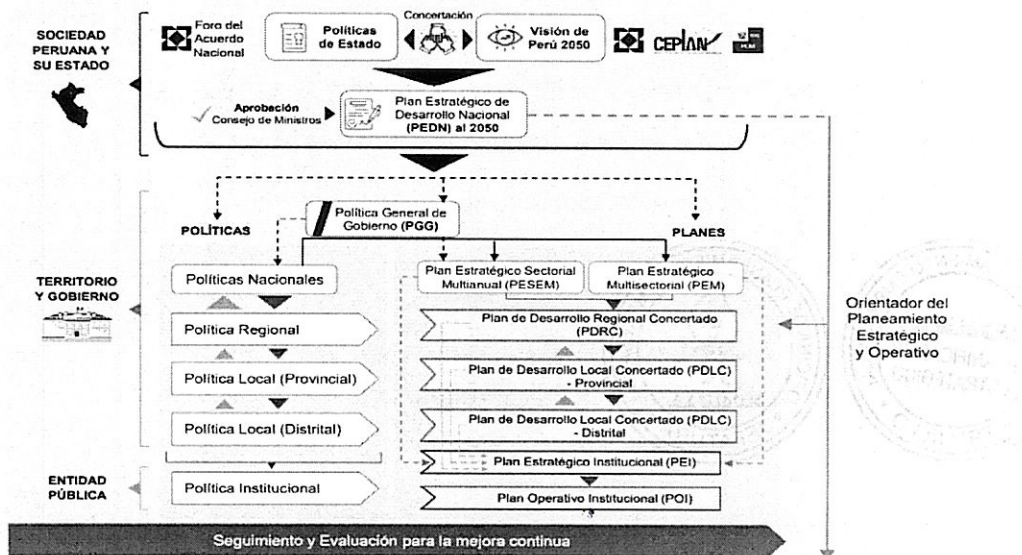 SOCIEDAD
PERUANA Y
SU ESTADO
Foro del
Acuerdo
Nacional
Políticas
de Estado
Concertación
Visión de
Perú 2050
CEPLAN
Aprobación
Consejo de Ministros
Plan Estratégico de
Desarrollo Nacional
(PEDN) al 2050
POLÍTICAS
Política General de
Gobierno (PGG)
PLANES
TERRITORIO
Y GOBIERNO
Políticas Nacionales
Política Regional
Política Local (Provincial)
Política Local (Distrital)
Plan Estratégico Sectorial
Multianual (PESEM)
Plan Estratégico
Multisectorial (PEM)
Plan de Desarrollo Regional Concertado
(PDRC)
Plan de Desarrollo Local Concertado (PDLC)
- Provincial
Plan de Desarrollo Local Concertado (PDLC)
- Distrital
Orientador del
Planeamiento
Estratégico
y Operativo
ENTIDAD
PÚBLICA
Política Institucional
Plan Estratégico Institucional (PEI)
Plan Operativo Institucional (POI)
Seguimiento y Evaluación para la mejora continua